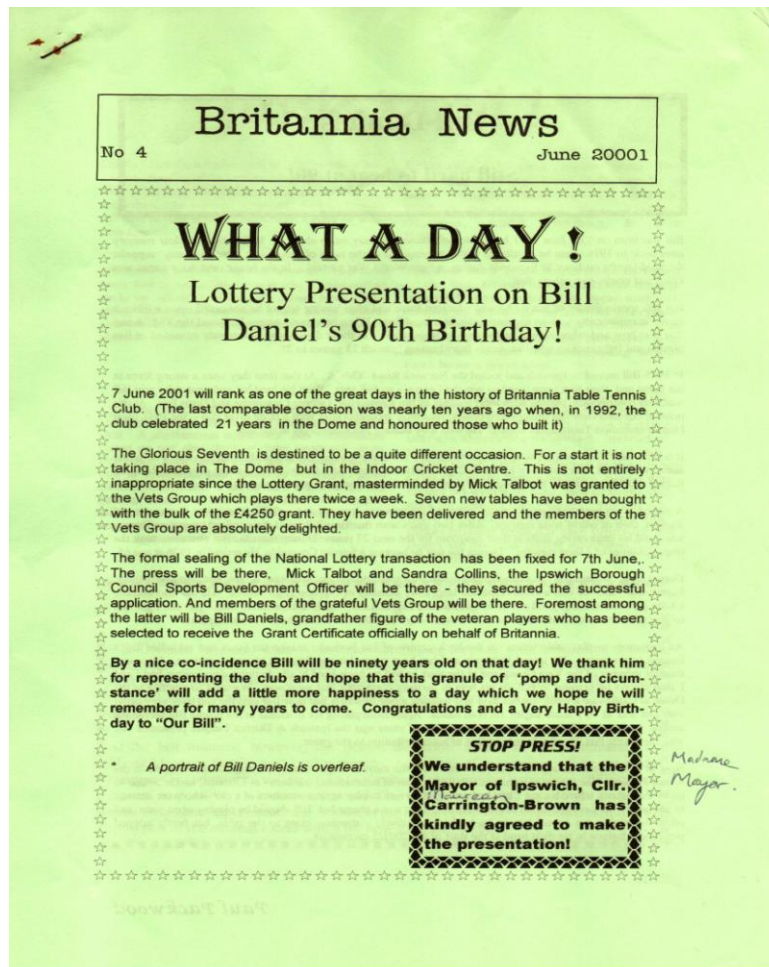 Britannia News
No 4
June 20001
WHAT A DAY !
Lottery Presentation on Bill
Daniel's 90th Birthday!
7 June 2001 will rank as one of the great days in the history of Britannia Table Tennis
Club. (The last comparable occasion was nearly ten years ago when, in 1992, the
club celebrated 21 years in the Dome and honoured those who built it)
The Glorious Seventh is destined to be a quite different occasion. For a start it is not
taking place in The Dome but in the Indoor Cricket Centre. This is not entirely
inappropriate since the Lottery Grant, masterminded by Mick Talbot was granted to
the Vets Group which plays there twice a week. Seven new tables have been bought
with the bulk of the £4250 grant. They have been delivered and the members of the
Vets Group are absolutely delighted.
The formal sealing of the National Lottery transaction has been fixed for 7th June,.
The press will be there, Mick Talbot and Sandra Collins, the Ipswich Borough
Council Sports Development Officer will be there - they secured the successful
application. And members of the grateful Vets Group will be there. Foremost among
the latter will be Bill Daniels, grandfather figure of the veteran players who has been
selected to receive the Grant Certificate officially on behalf of Britannia.
By a nice co-incidence Bill will be ninety years old on that day! We thank him
for representing the club and hope that this granule of 'pomp and cicum-
stance' will add a little more happiness to a day which we hope he will
remember for many years to come. Congratulations and a Very Happy Birth-
day to "Our Bill".
* A portrait of Bill Daniels is overleaf.
STOP PRESS!
We understand that the
Mayor of Ipswich, Cllr.
Maureen
Carrington-Brown has
kindly agreed to make
the presentation!
Madame
Mayor.